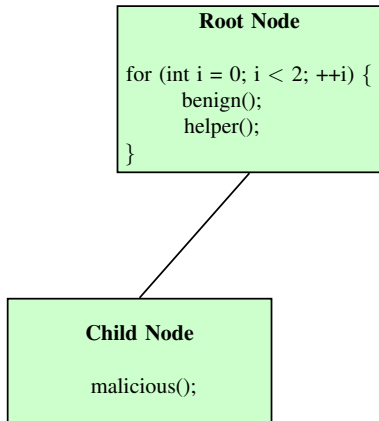 Root Node
for (int i = 0; i < 2; ++i) {
benign();
helper();
}
Child Node
malicious();